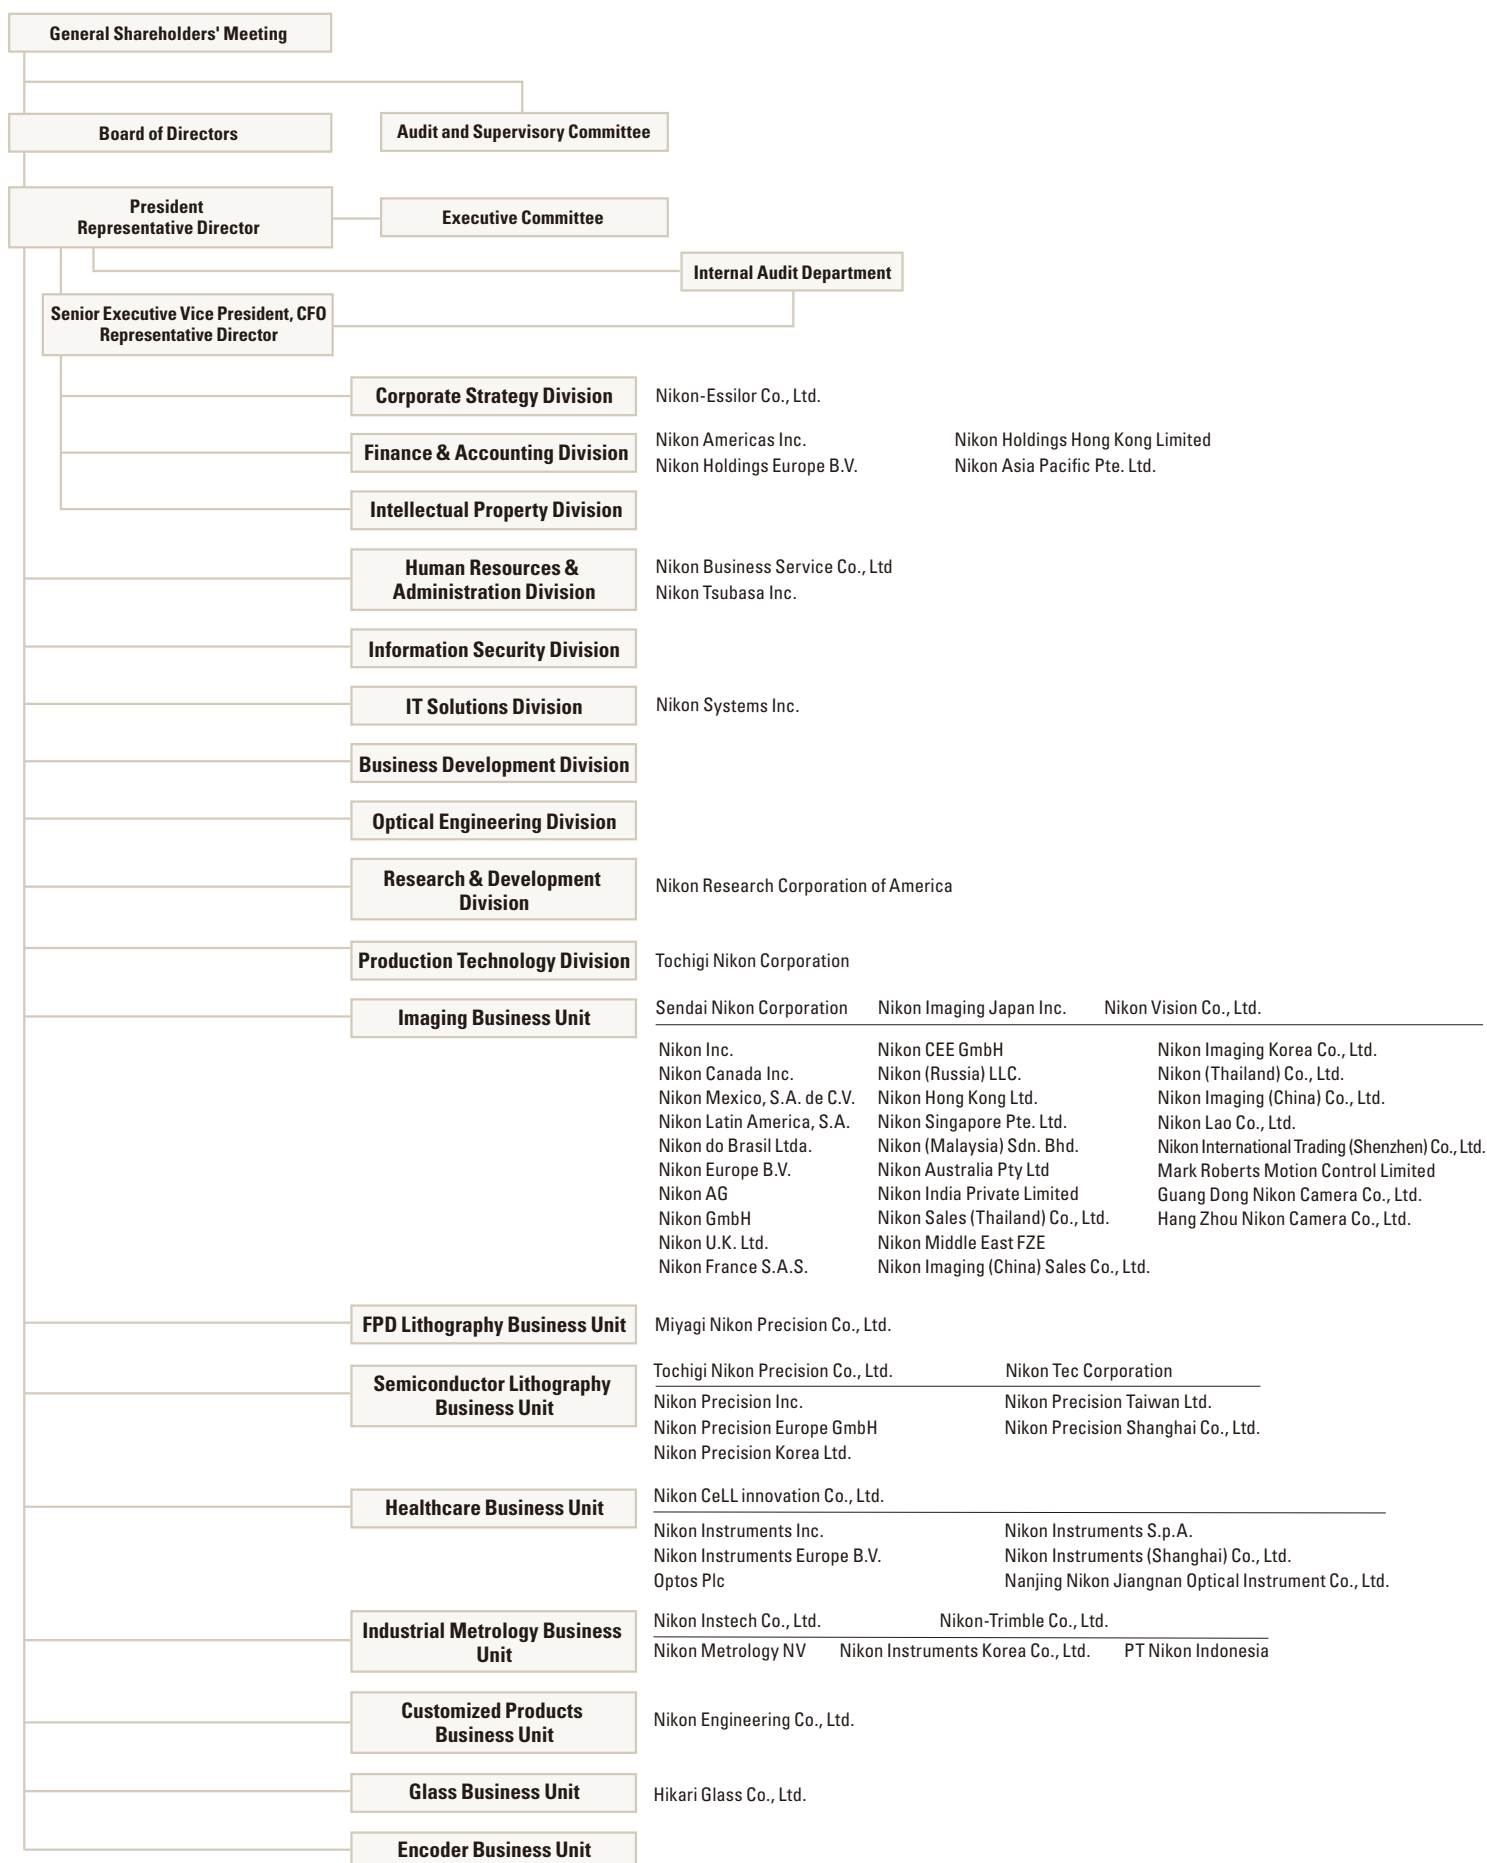 General Shareholders' Meeting
Board of Directors
Audit and Supervisory Committee
President
Representative Director
Executive Committee
Internal Audit Department
Senior Executive Vice President, CFO
Representative Director
Corporate Strategy Division
Nikon-Essilor Co., Ltd.
Finance & Accounting Division
Nikon Americas Inc.
Nikon Holdings Hong Kong Limited
Nikon Holdings Europe B.V.
Nikon Asia Pacific Pte. Ltd.
Intellectual Property Division
Human Resources &
Administration Division
Nikon Business Service Co., Ltd
Nikon Tsubasa Inc.
Information Security Division
IT Solutions Division
Nikon Systems Inc.
Business Development Division
Optical Engineering Division
Research & Development
Division
Nikon Research Corporation of America
Production Technology Division
Tochigi Nikon Corporation
Imaging Business Unit
Sendai Nikon Corporation
Nikon Imaging Japan Inc.
Nikon Vision Co., Ltd.
Nikon Inc.
Nikon Canada Inc.
Nikon Mexico, S.A. de C.V.
Nikon Latin America, S.A.
Nikon do Brasil Ltda.
Nikon Europe B.V.
Nikon AG
Nikon GmbH
Nikon U.K. Ltd.
Nikon France S.A.S.
Nikon CEE GmbH
Nikon (Russia) LLC.
Nikon Hong Kong Ltd.
Nikon Singapore Pte. Ltd.
Nikon (Malaysia) Sdn. Bhd.
Nikon Australia Pty Ltd
Nikon India Private Limited
Nikon Sales (Thailand) Co., Ltd.
Nikon Middle East FZE
Nikon Imaging (China) Sales Co., Ltd.
Nikon Imaging Korea Co., Ltd.
Nikon (Thailand) Co., Ltd.
Nikon Imaging (China) Co., Ltd.
Nikon Lao Co., Ltd.
Nikon International Trading (Shenzhen) Co., Ltd.
Mark Roberts Motion Control Limited
Guang Dong Nikon Camera Co., Ltd.
Hang Zhou Nikon Camera Co., Ltd.
FPD Lithography Business Unit
Miyagi Nikon Precision Co., Ltd.
Semiconductor Lithography
Business Unit
Tochigi Nikon Precision Co., Ltd.
Nikon Tec Corporation
Nikon Precision Inc.
Nikon Precision Taiwan Ltd.
Nikon Precision Europe GmbH
Nikon Precision Shanghai Co., Ltd.
Nikon Precision Korea Ltd.
Healthcare Business Unit
Nikon CeLL innovation Co., Ltd.
Nikon Instruments Inc.
Nikon Instruments S.p.A.
Nikon Instruments Europe B.V.
Nikon Instruments (Shanghai) Co., Ltd.
Optos Plc
Nanjing Nikon Jiangnan Optical Instrument Co., Ltd.
Industrial Metrology Business
Unit
Nikon Instech Co., Ltd.
Nikon-Trimble Co., Ltd.
Nikon Metrology NV
Nikon Instruments Korea Co., Ltd.
PT Nikon Indonesia
Customized Products
Business Unit
Nikon Engineering Co., Ltd.
Glass Business Unit
Hikari Glass Co., Ltd.
Encoder Business Unit